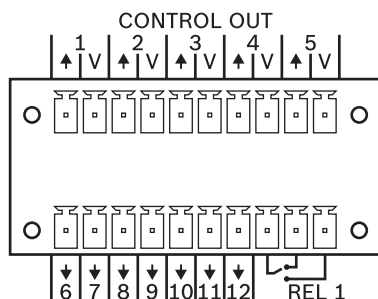 CONTROL OUT
1 2 3 4 5
V V V V V
6 7 8 9 10 11 12 REL 1